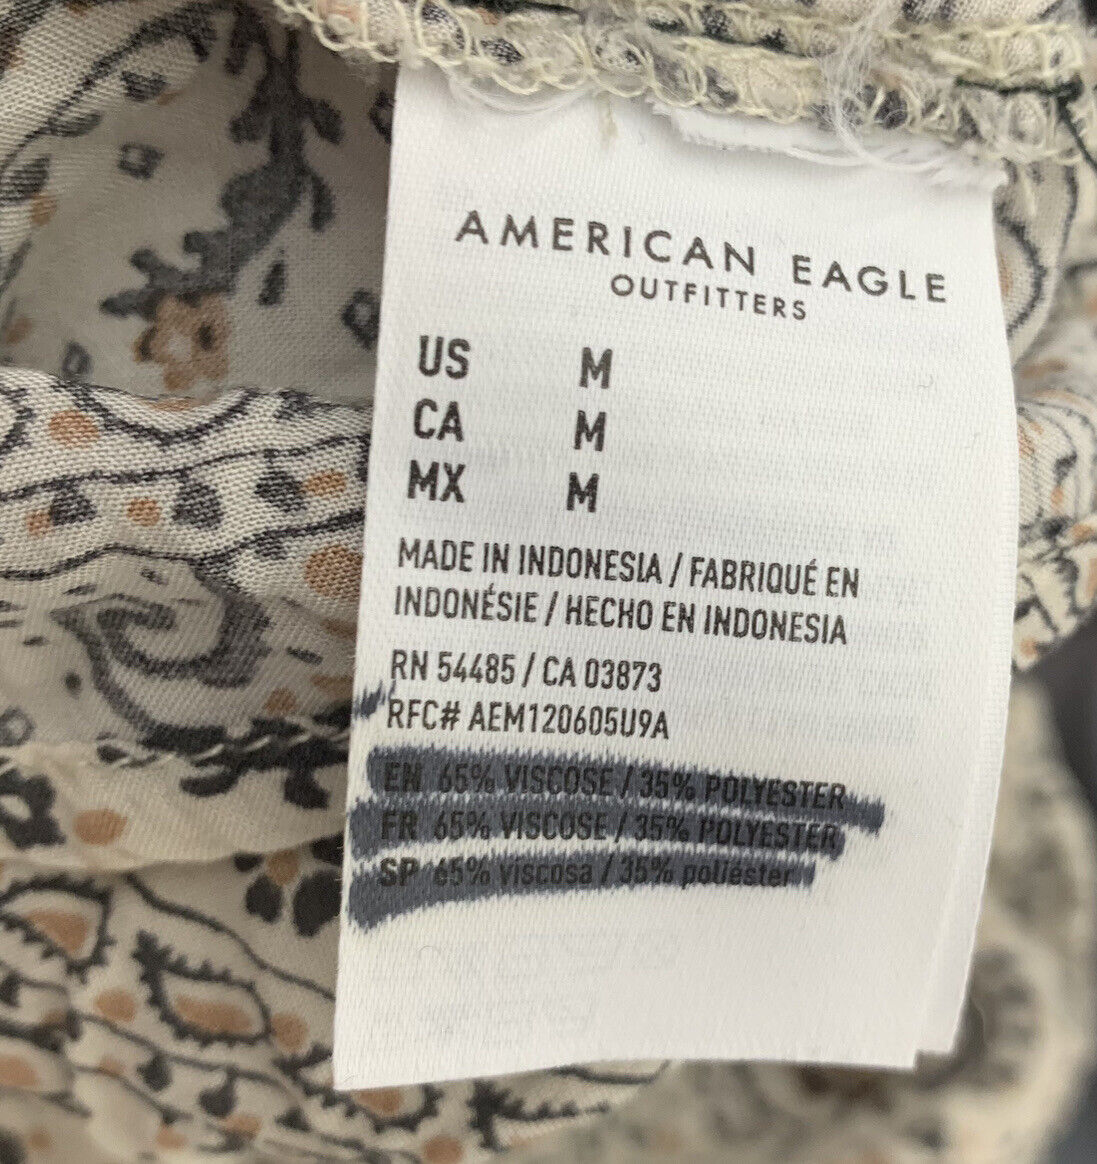 AMERICAN EAGLE
OUTFITTERS
US M
CA M
MX M
MADE IN INDONESIA / FABRIQUÉ EN
INDONÉSIE / HECHO EN INDONESIA
RN 54485 / CA 03873
RFC# AEM120605U9A
EN 65% VISCOSE / 35% POLYESTER
FR 65% VISCOSE / 35% POLYESTER
SP 65% viscosa / 35% poliéster